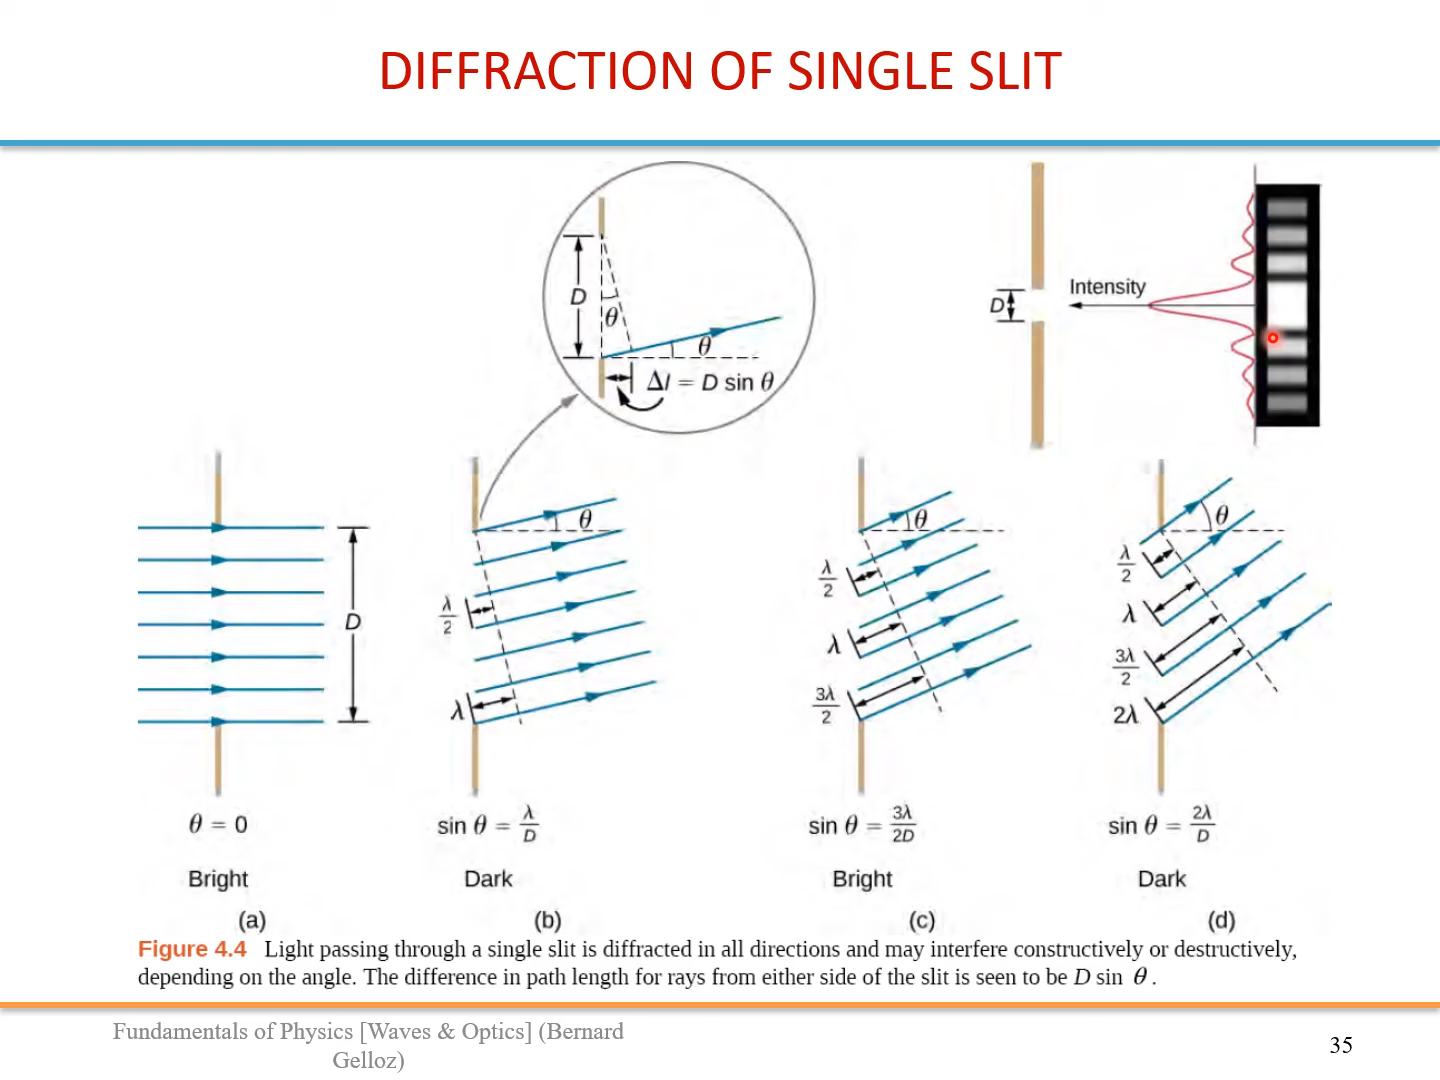 DIFFRACTION OF SINGLE SLIT
D
θ
θ
Δl = D sin θ
D
Intensity
D
θ
λ/2
λ
θ
λ/2
λ
3λ/2
θ
λ/2
λ
3λ/2
2λ
θ = 0
sin θ = λ/D
sin θ = 3λ/2D
sin θ = 2λ/D
Bright
Dark
Bright
Dark
(a)
(b)
(c)
(d)
Figure 4.4 Light passing through a single slit is diffracted in all directions and may interfere constructively or destructively,
depending on the angle. The difference in path length for rays from either side of the slit is seen to be D sin θ .
Fundamentals of Physics [Waves & Optics] (Bernard
Gelloz)
35